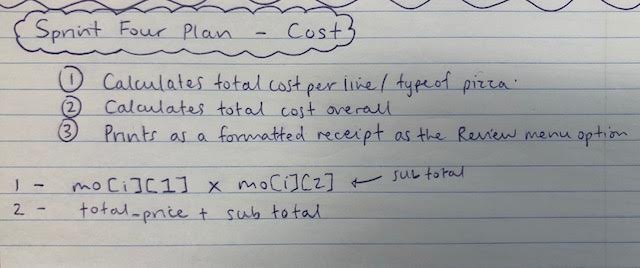 Sprint Four Plan - Cost
① Calculates total cost per line / type of pizza.
② Calculates total cost overall
③ Prints as a formatted receipt as the Review menu option
1 - mo[i][1] x mo[i][2] ← sub total
2 - total_price + sub total